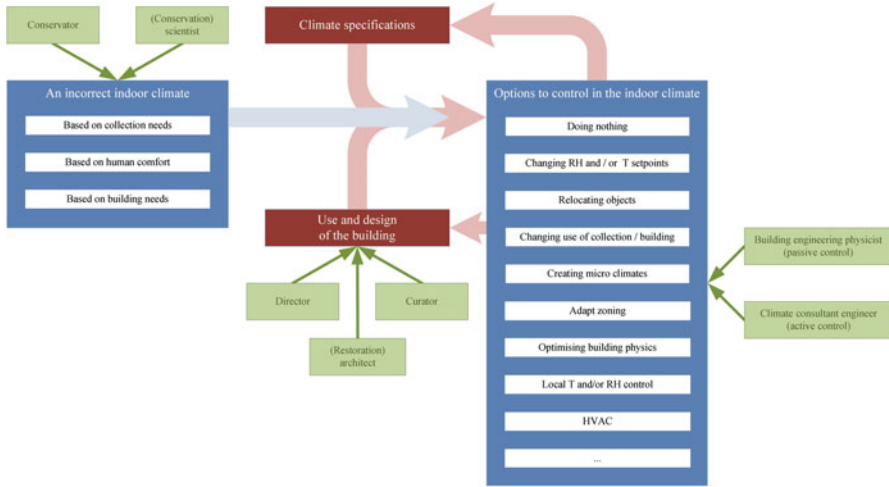 Conservator
(Conservation)
scientist
Climate specifications
An incorrect indoor climate
Based on collection needs
Based on human comfort
Based on building needs
Options to control in the indoor climate
Doing nothing
Changing RH and / or T setpoints
Relocating objects
Changing use of collection / building
Creating micro climates
Adapt zoning
Optimising building physics
Local T and/or RH control
HVAC
...
Use and design
of the building
Director
Curator
(Restoration)
architect
Building engineering physicist
(passive control)
Climate consultant engineer
(active control)